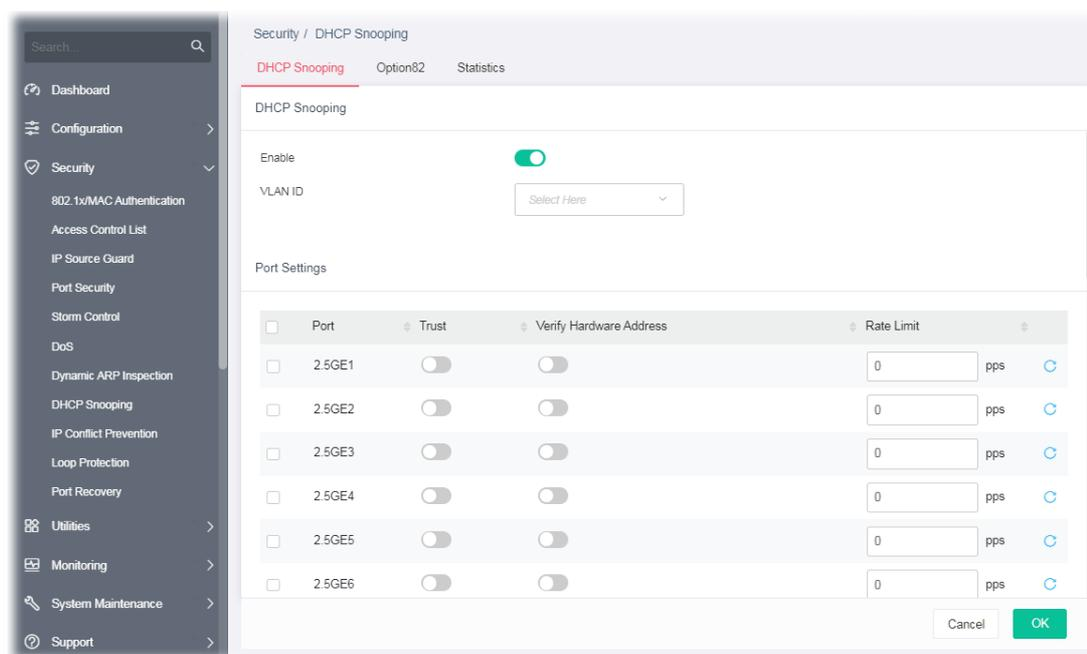 Search...
Dashboard
Configuration
Security
802.1x/MAC Authentication
Access Control List
IP Source Guard
Port Security
Storm Control
DoS
Dynamic ARP Inspection
DHCP Snooping
IP Conflict Prevention
Loop Protection
Port Recovery
Utilities
Monitoring
System Maintenance
Support
Security / DHCP Snooping
DHCP Snooping Option82 Statistics
DHCP Snooping
Enable
VLAN ID Select Here
Port Settings
Port Trust Verify Hardware Address Rate Limit
2.5GE1 0 pps
2.5GE2 0 pps
2.5GE3 0 pps
2.5GE4 0 pps
2.5GE5 0 pps
2.5GE6 0 pps
Cancel OK